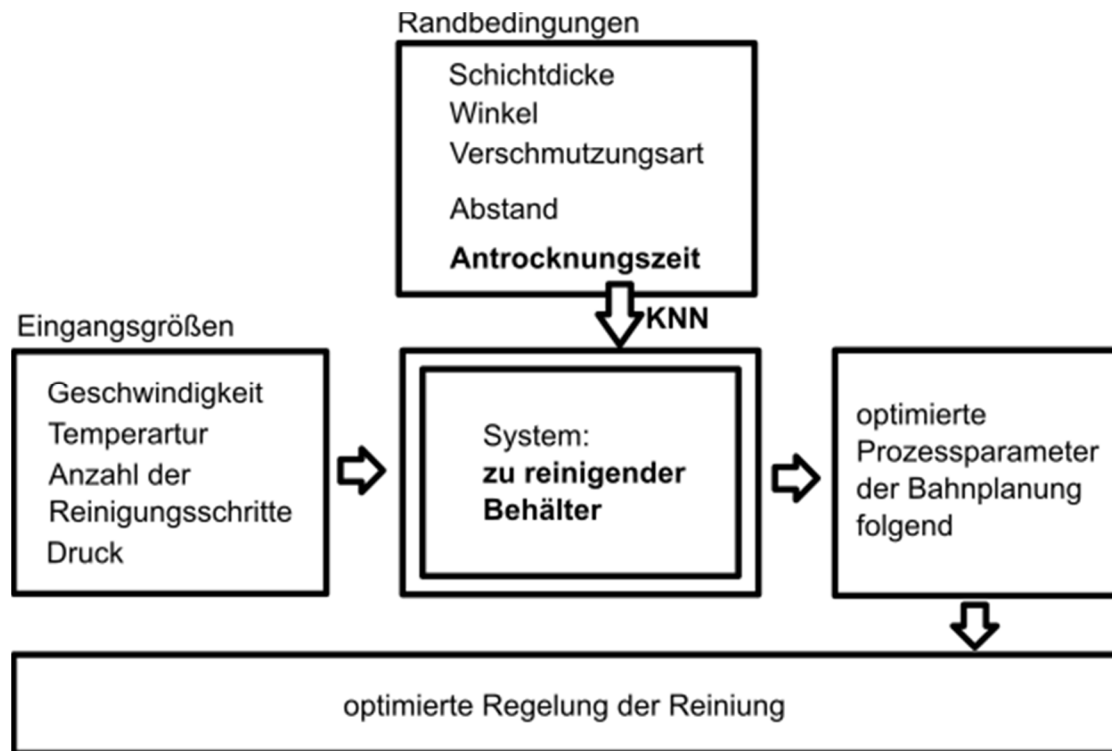 Randbedingungen
Schichtdicke
Winkel
Verschmutzungsart
Abstand
Antrocknungszeit
KNN
Eingangsgrößen
Geschwindigkeit
Temperartur
Anzahl der
Reinigungsschritte
Druck
System:
zu reinigender
Behälter
optimierte
Prozessparameter
der Bahnplanung
folgend
optimierte Regelung der Reiniung